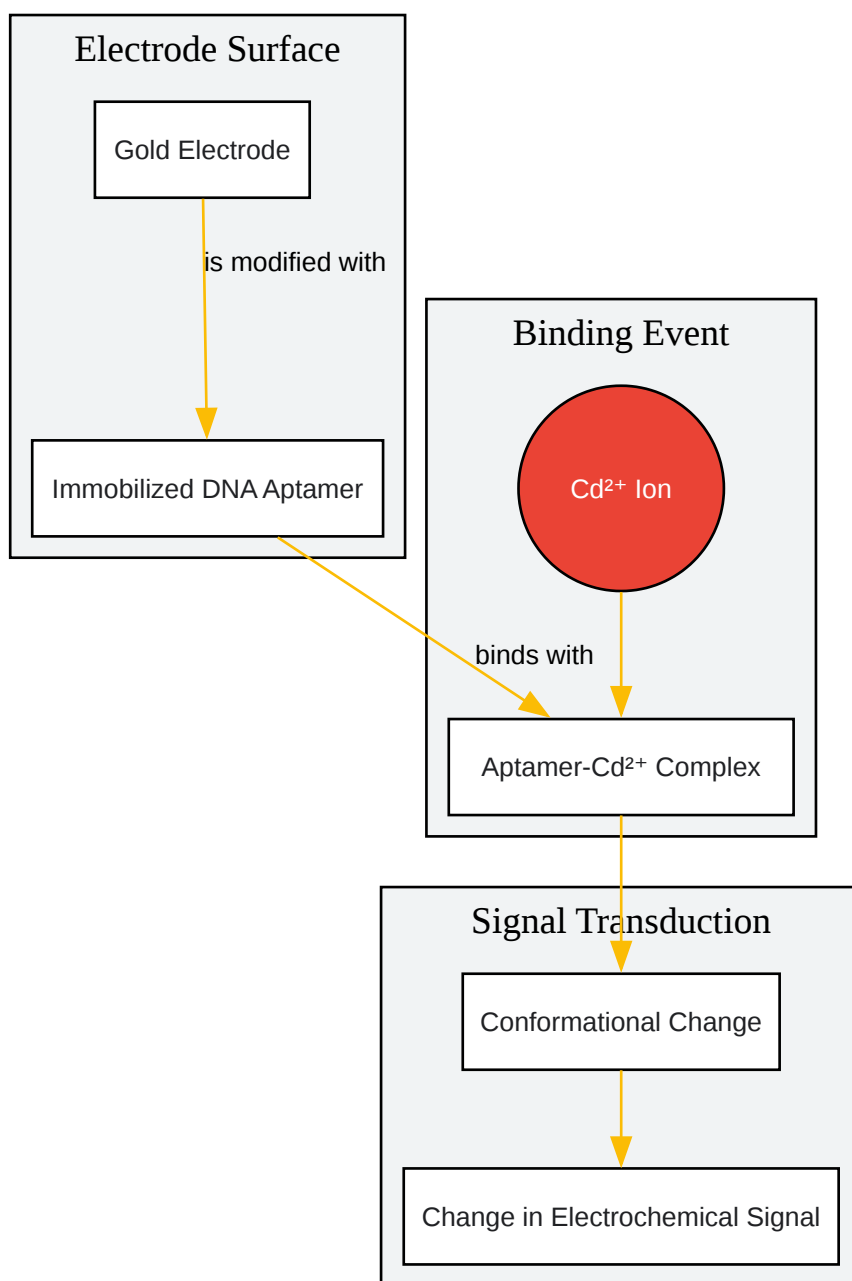 Electrode Surface
Gold Electrode
is modified with
Immobilized DNA Aptamer
Binding Event
Cd²⁺ Ion
binds with
Aptamer-Cd²⁺ Complex
Signal Transduction
Conformational Change
Change in Electrochemical Signal